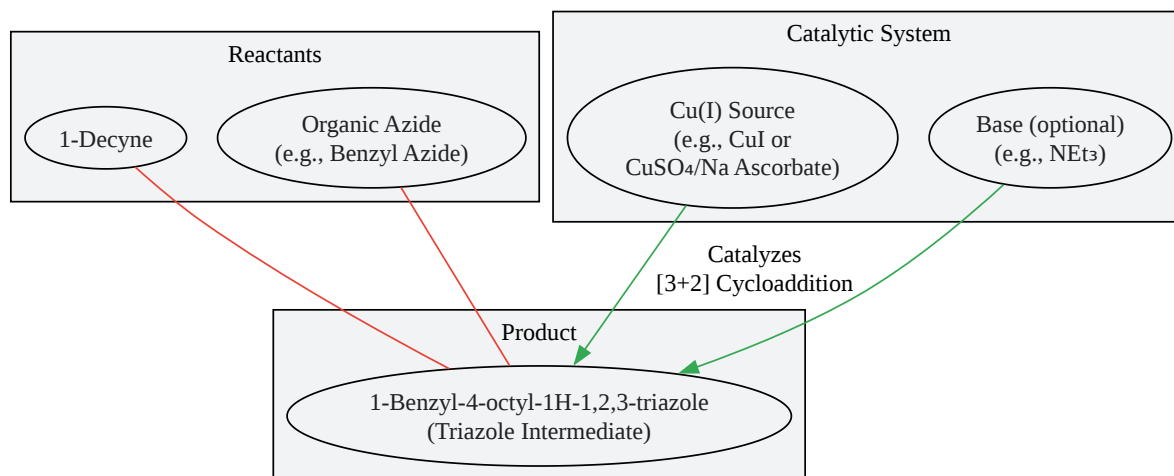 Reactants
1-Decyne
Organic Azide
(e.g., Benzyl Azide)
Catalytic System
Cu(I) Source
(e.g., CuI or
CuSO₄/Na Ascorbate)
Base (optional)
(e.g., NEt₃)
Catalyzes
[3+2] Cycloaddition
Product
1-Benzyl-4-octyl-1H-1,2,3-triazole
(Triazole Intermediate)